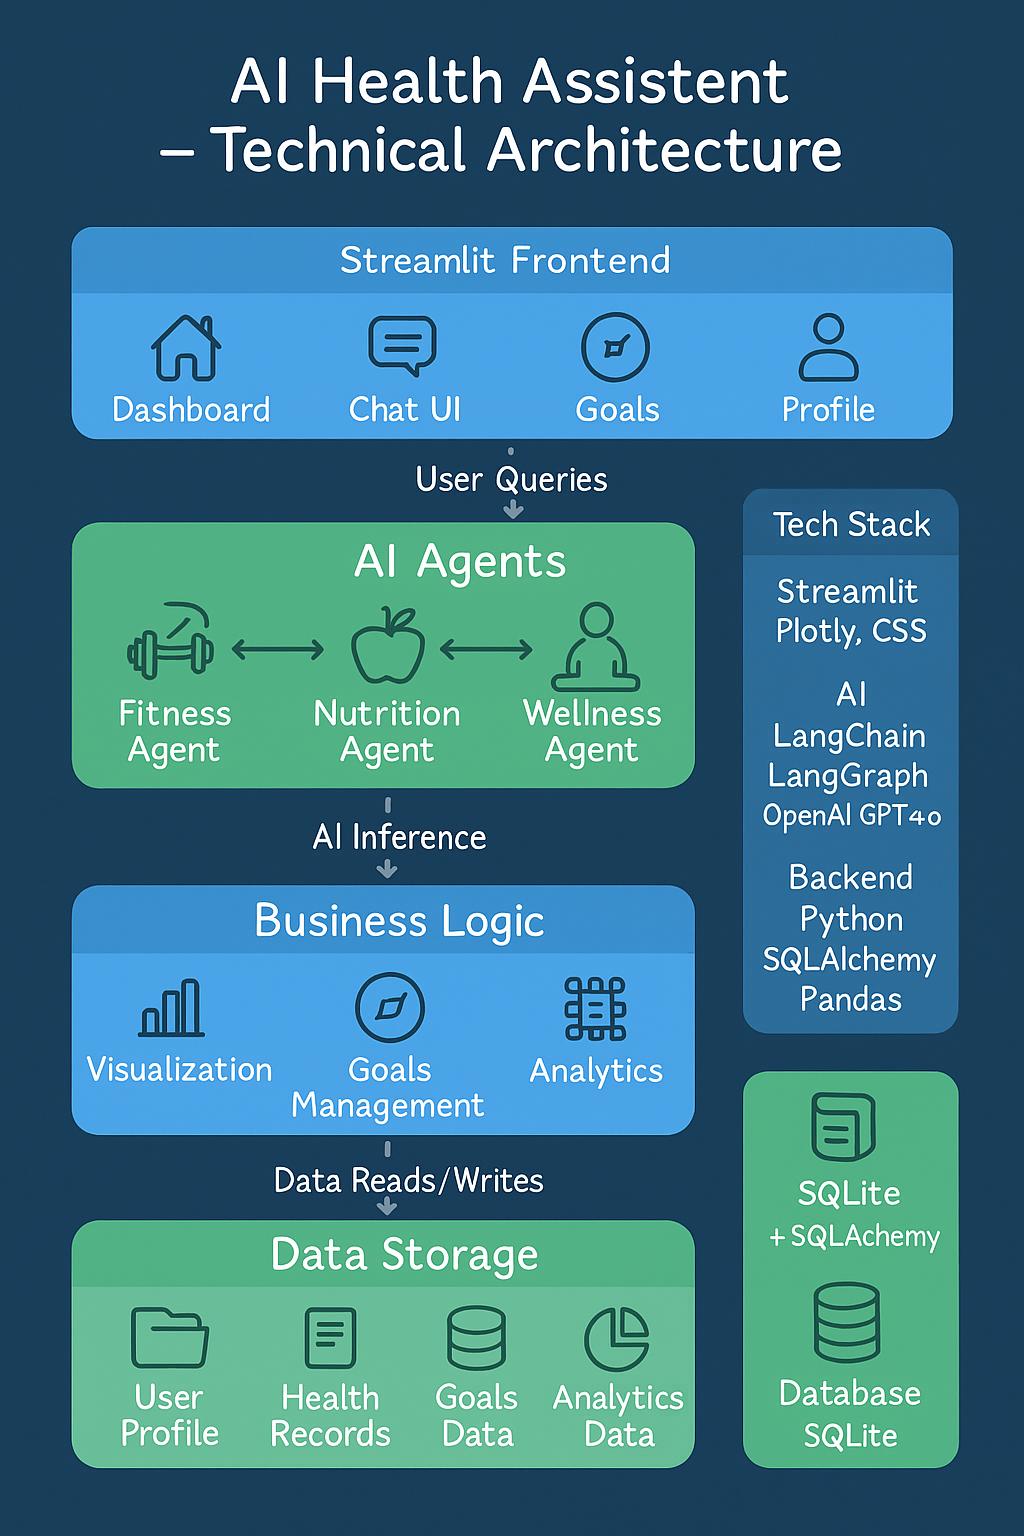 AI Health Assistent
– Technical Architecture
Streamlit Frontend
Dashboard
Chat UI
Goals
Profile
User Queries
AI Agents
Fitness
Agent
Nutrition
Agent
Wellness
Agent
AI Inference
Business Logic
Visualization
Goals
Management
Analytics
Data Reads/Writes
Data Storage
User
Profile
Health
Records
Goals
Data
Analytics
Data
Tech Stack
Streamlit
Plotly, CSS
AI
LangChain
LangGraph
OpenAI GPT4o
Backend
Python
SQLAlchemy
Pandas
SQLite
+ SQLAchemy
Database
SQLite